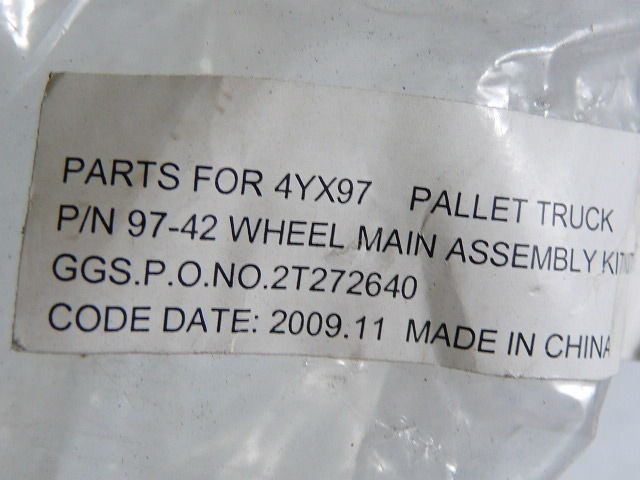 PARTS FOR 4YX97 PALLET TRUCK
P/N 97-42 WHEEL MAIN ASSEMBLY KIT
GGS.P.O.NO.2T272640
CODE DATE: 2009.11 MADE IN CHINA